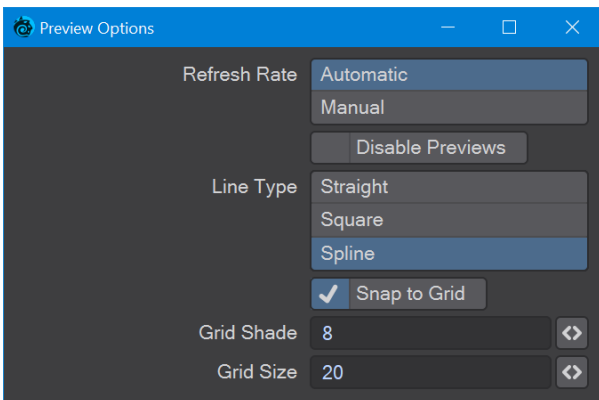 Preview Options
Refresh Rate Automatic
Manual
Disable Previews
Line Type Straight
Square
Spline
Snap to Grid
Grid Shade 8
Grid Size 20